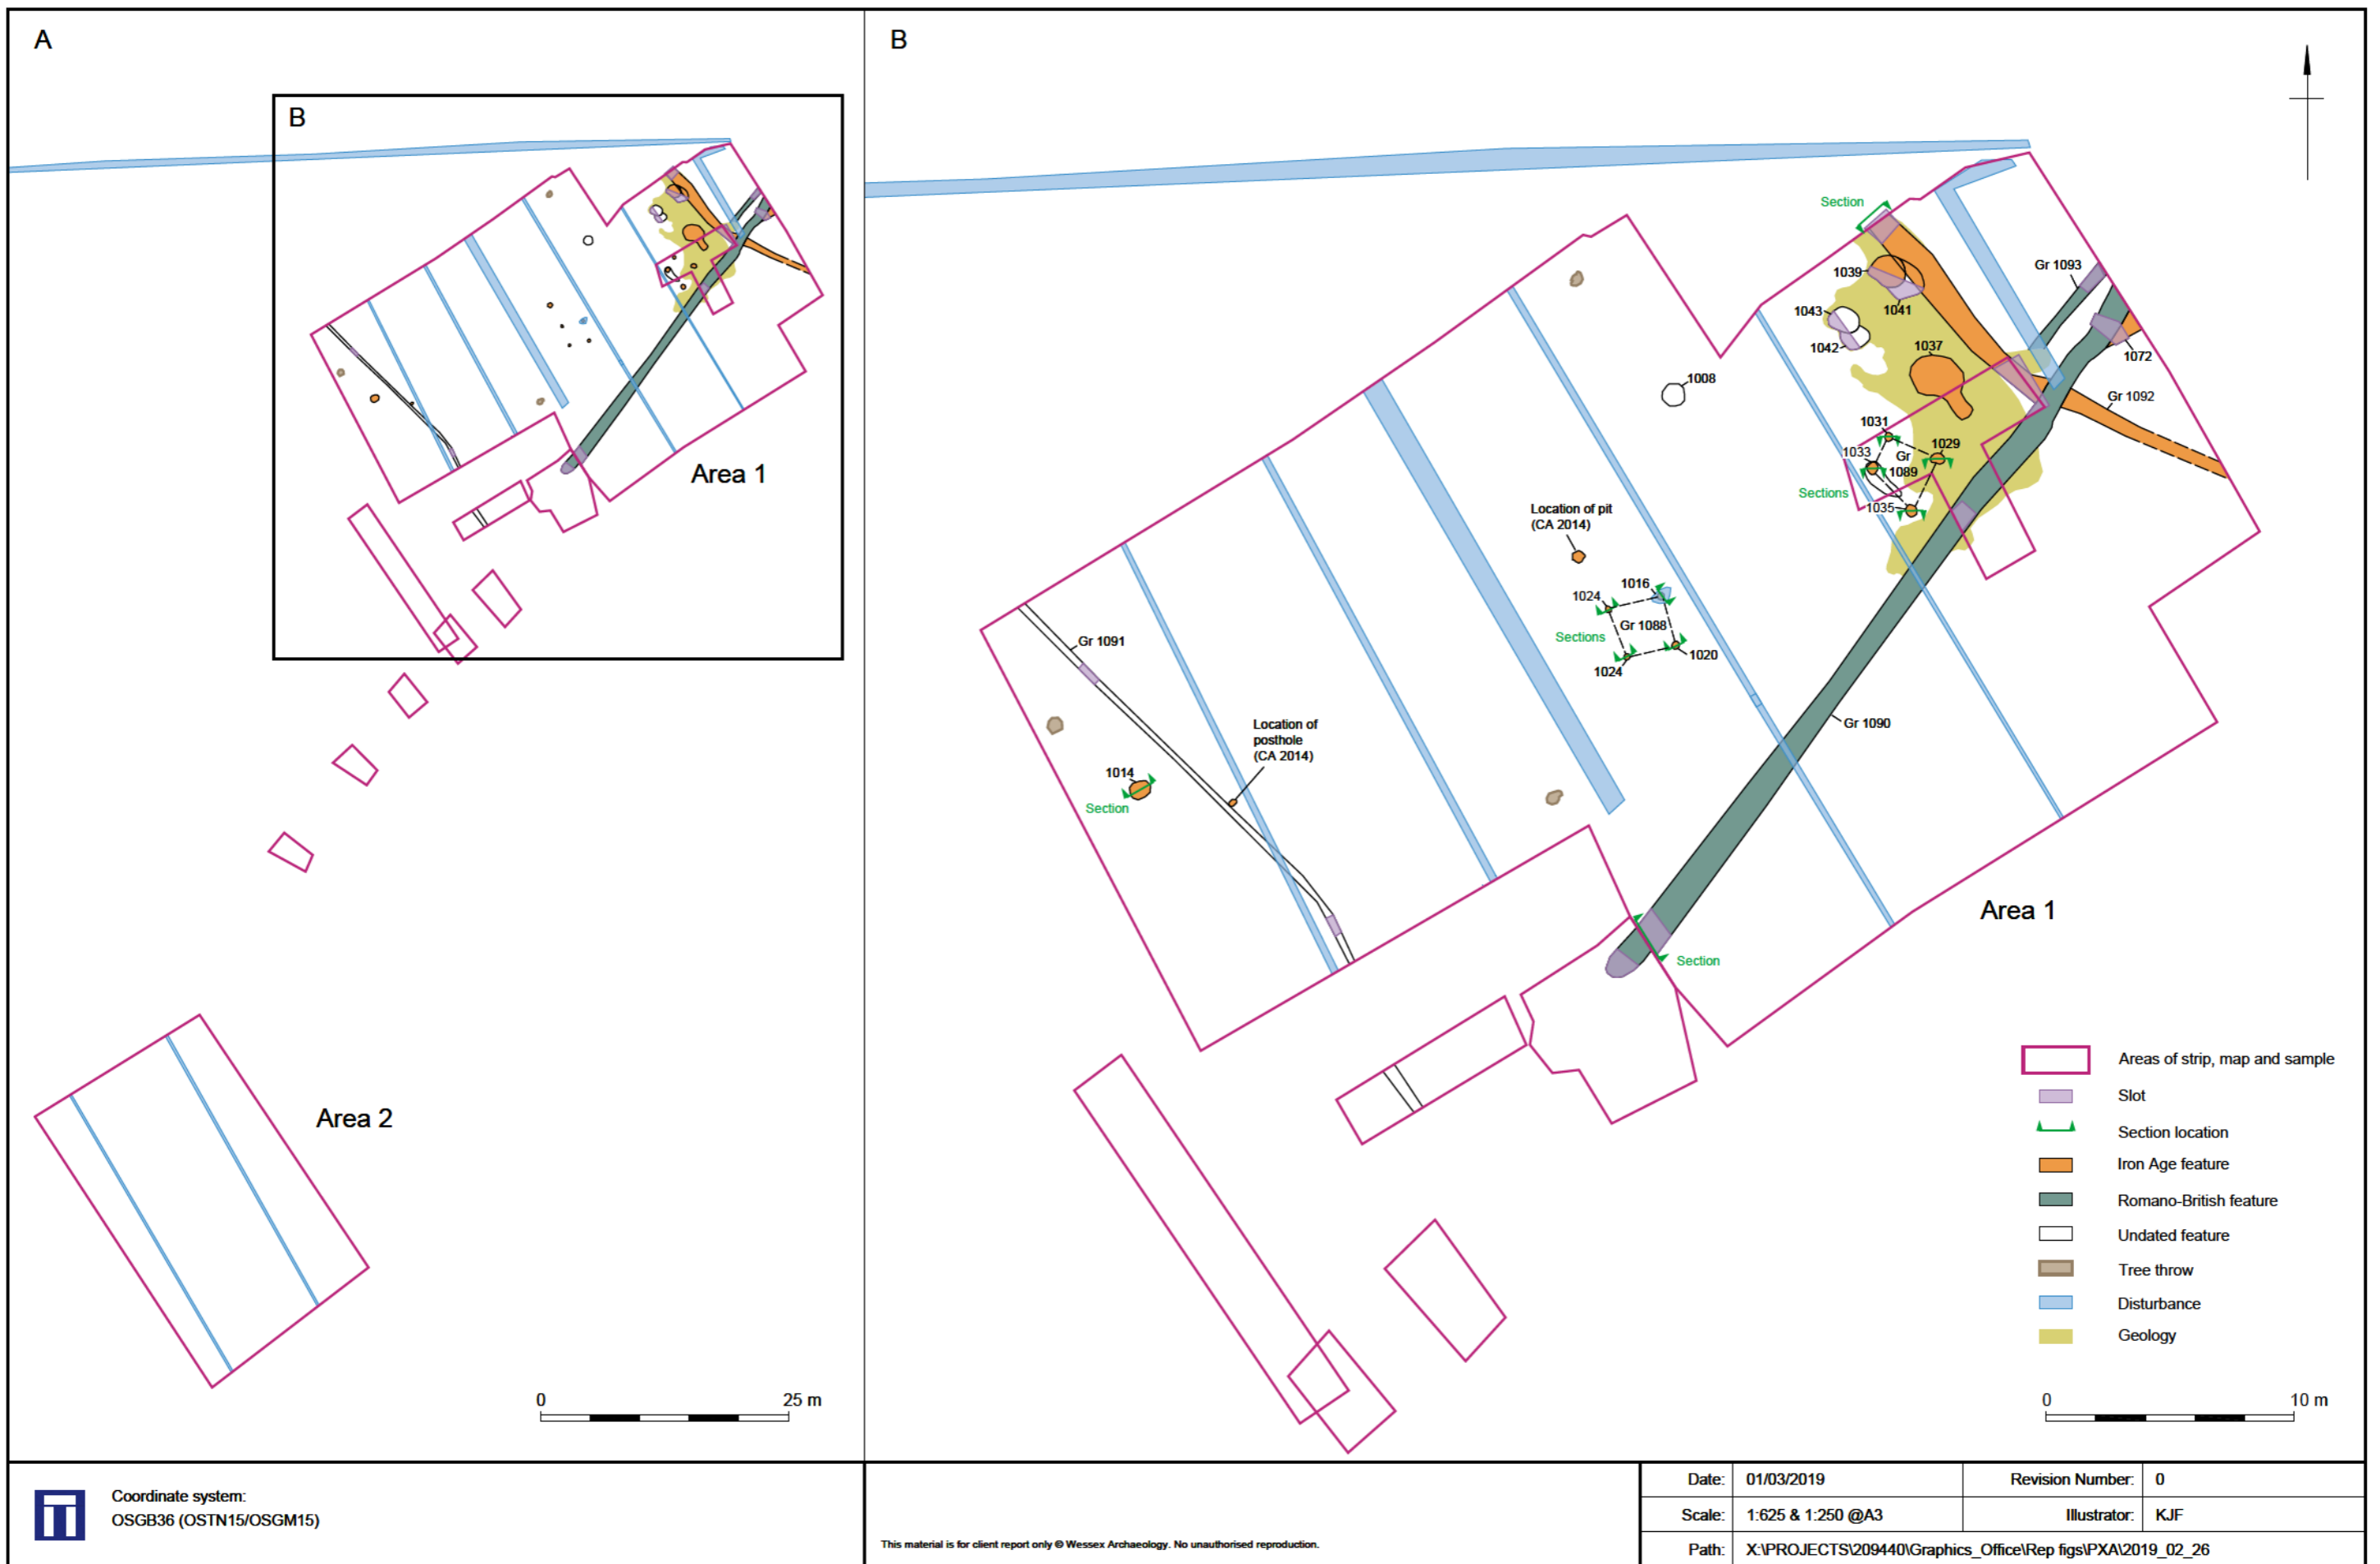 A
B
Area 1
Area 2
0 25 m
B
Section
1039
1041
1043
1042
1037
Gr 1093
1072
Gr 1092
1008
1031
1029
1033
Gr
1089
Sections
1035
Location of pit
(CA 2014)
1016
1024
Gr 1088
Sections
1020
1024
Gr 1091
Location of
posthole
(CA 2014)
1014
Section
Gr 1090
Section
Area 1
Areas of strip, map and sample
Slot
Section location
Iron Age feature
Romano-British feature
Undated feature
Tree throw
Disturbance
Geology
0 10 m
Coordinate system:
OSGB36 (OSTN15/OSGM15)
This material is for client report only © Wessex Archaeology. No unauthorised reproduction.
Date: 01/03/2019 Revision Number: 0
Scale: 1:625 & 1:250 @A3 Illustrator: KJF
Path: X:\PROJECTS\209440\Graphics_Office\Rep figs\PXA\2019_02_26